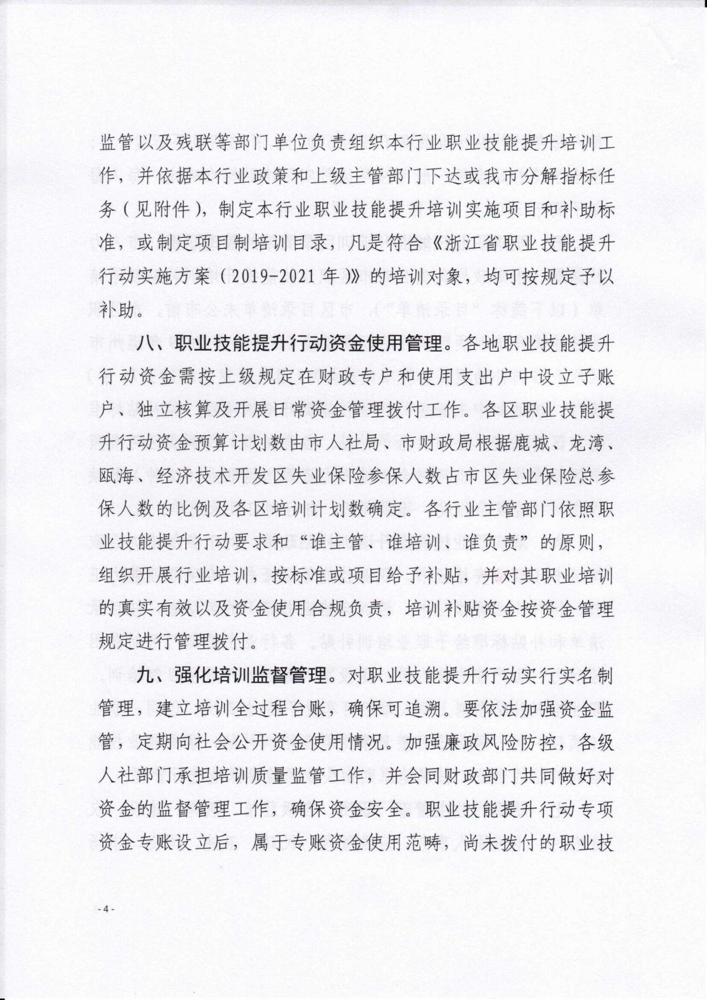 监管以及残联等部门单位负责组织本行业职业技能提升培训工
作，并依据本行业政策和上级主管部门下达或我市分解指标任
务（见附件），制定本行业职业技能提升培训实施项目和补助标
准，或制定项目制培训目录，凡是符合《浙江省职业技能提升
行动实施方案（2019-2021年）》的培训对象，均可按规定予以
补助。
八、职业技能提升行动资金使用管理。各地职业技能提升
行动资金需按上级规定在财政专户和使用支出户中设立子账
户、独立核算及开展日常资金管理拨付工作。各区职业技能提
升行动资金预算计划数由市人社局、市财政局根据鹿城、龙湾、
瓯海、经济技术开发区失业保险参保人数占市区失业保险总参
保人数的比例及各区培训计划数确定。各行业主管部门依照职
业技能提升行动要求和“谁主管、谁培训、谁负责”的原则，
组织开展行业培训，按标准或项目给予补贴，并对其职业培训
的真实有效以及资金使用合规负责，培训补贴资金按资金管理
规定进行管理拨付。
九、强化培训监督管理。对职业技能提升行动实行实名制
管理，建立培训全过程台账，确保可追溯。要依法加强资金监
管，定期向社会公开资金使用情况。加强廉政风险防控，各级
人社部门承担培训质量监管工作，并会同财政部门共同做好对
资金的监督管理工作，确保资金安全。职业技能提升行动专项
资金专账设立后，属于专账资金使用范畴，尚未拨付的职业技
- 4 -